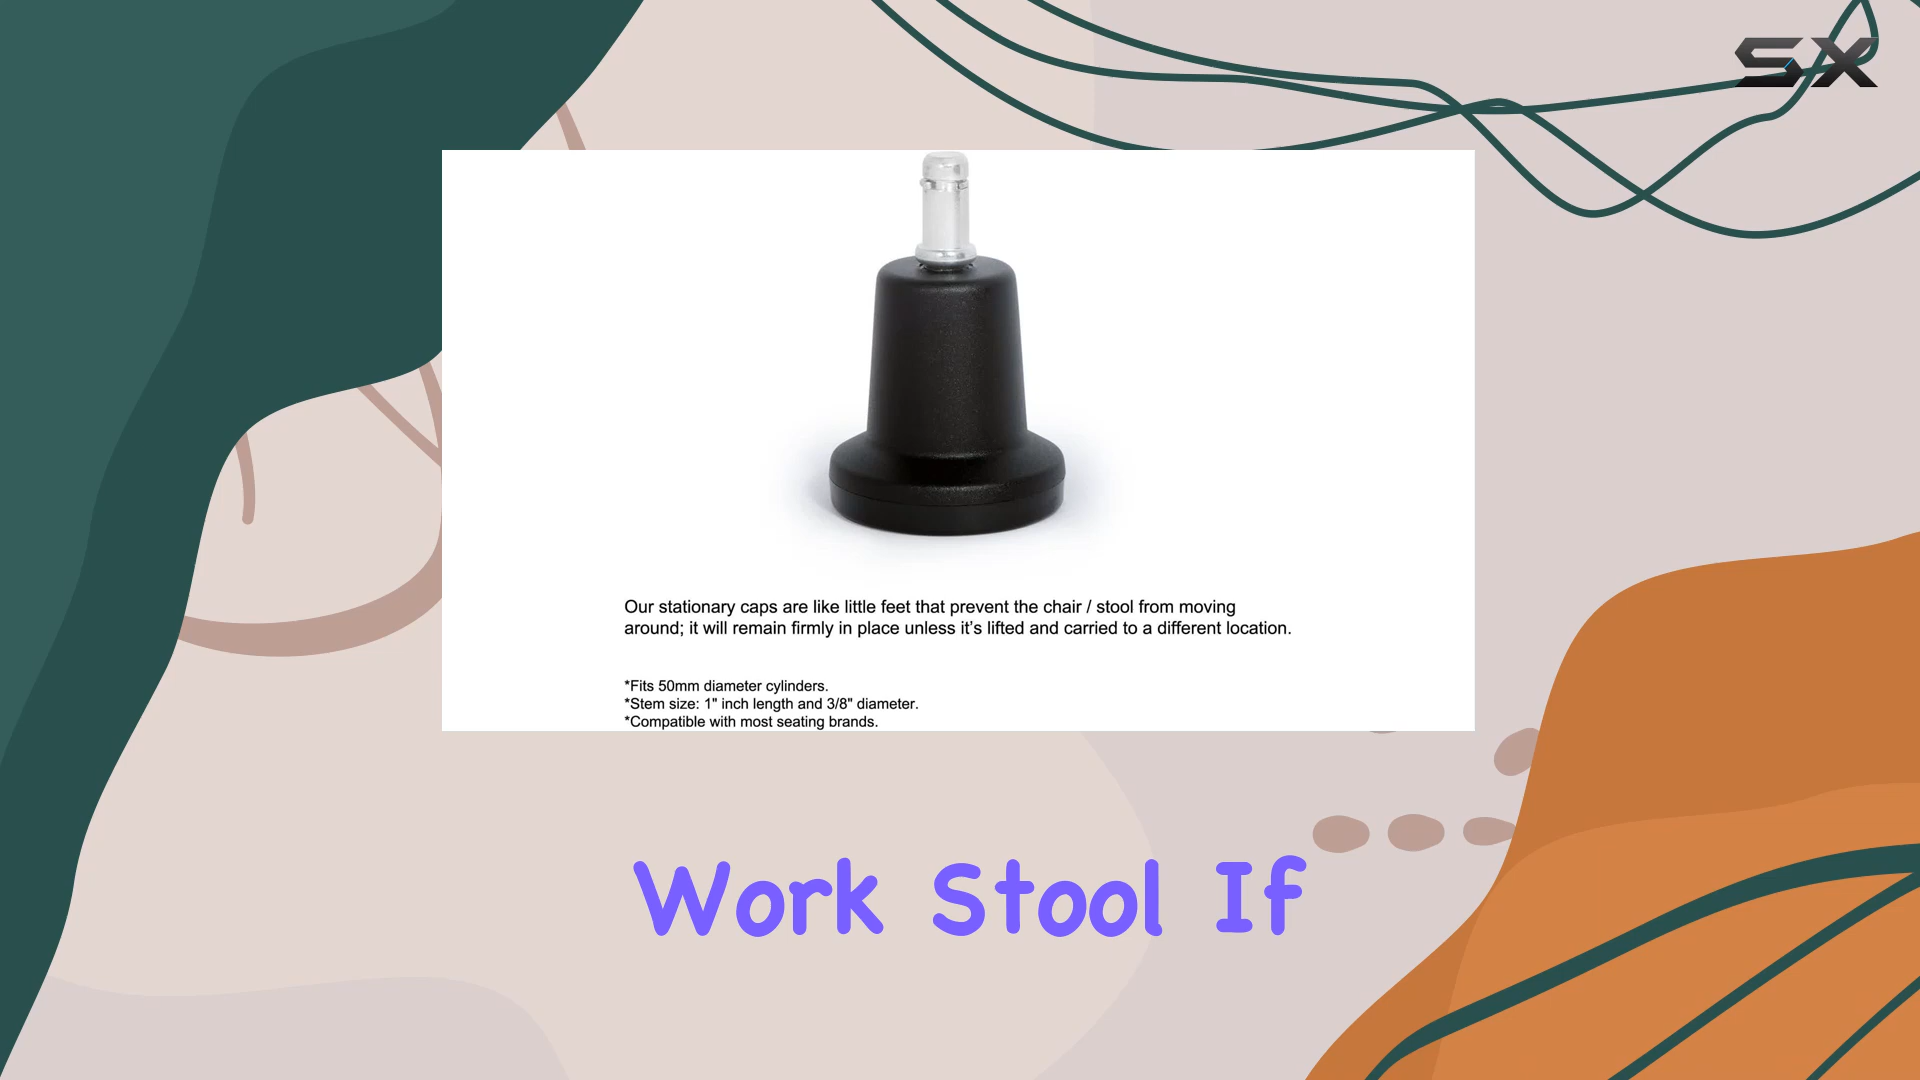 SX
Our stationary caps are like little feet that prevent the chair / stool from moving
around; it will remain firmly in place unless it’s lifted and carried to a different location.
*Fits 50mm diameter cylinders.
*Stem size: 1" inch length and 3/8" diameter.
*Compatible with most seating brands.
Work Stool If